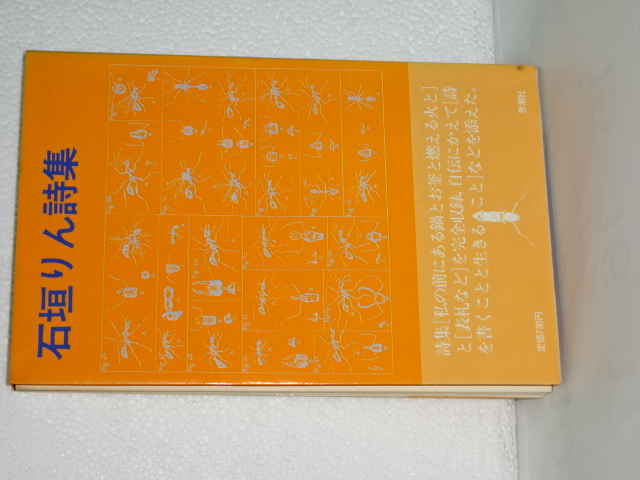 石垣りん詩集
詩集[私の前にある鍋とお釜と燃える火と]
と[表札など]を完全収録。自伝にかえて[詩
を書くことと生きること]などを添えた。
思潮社
定価780円